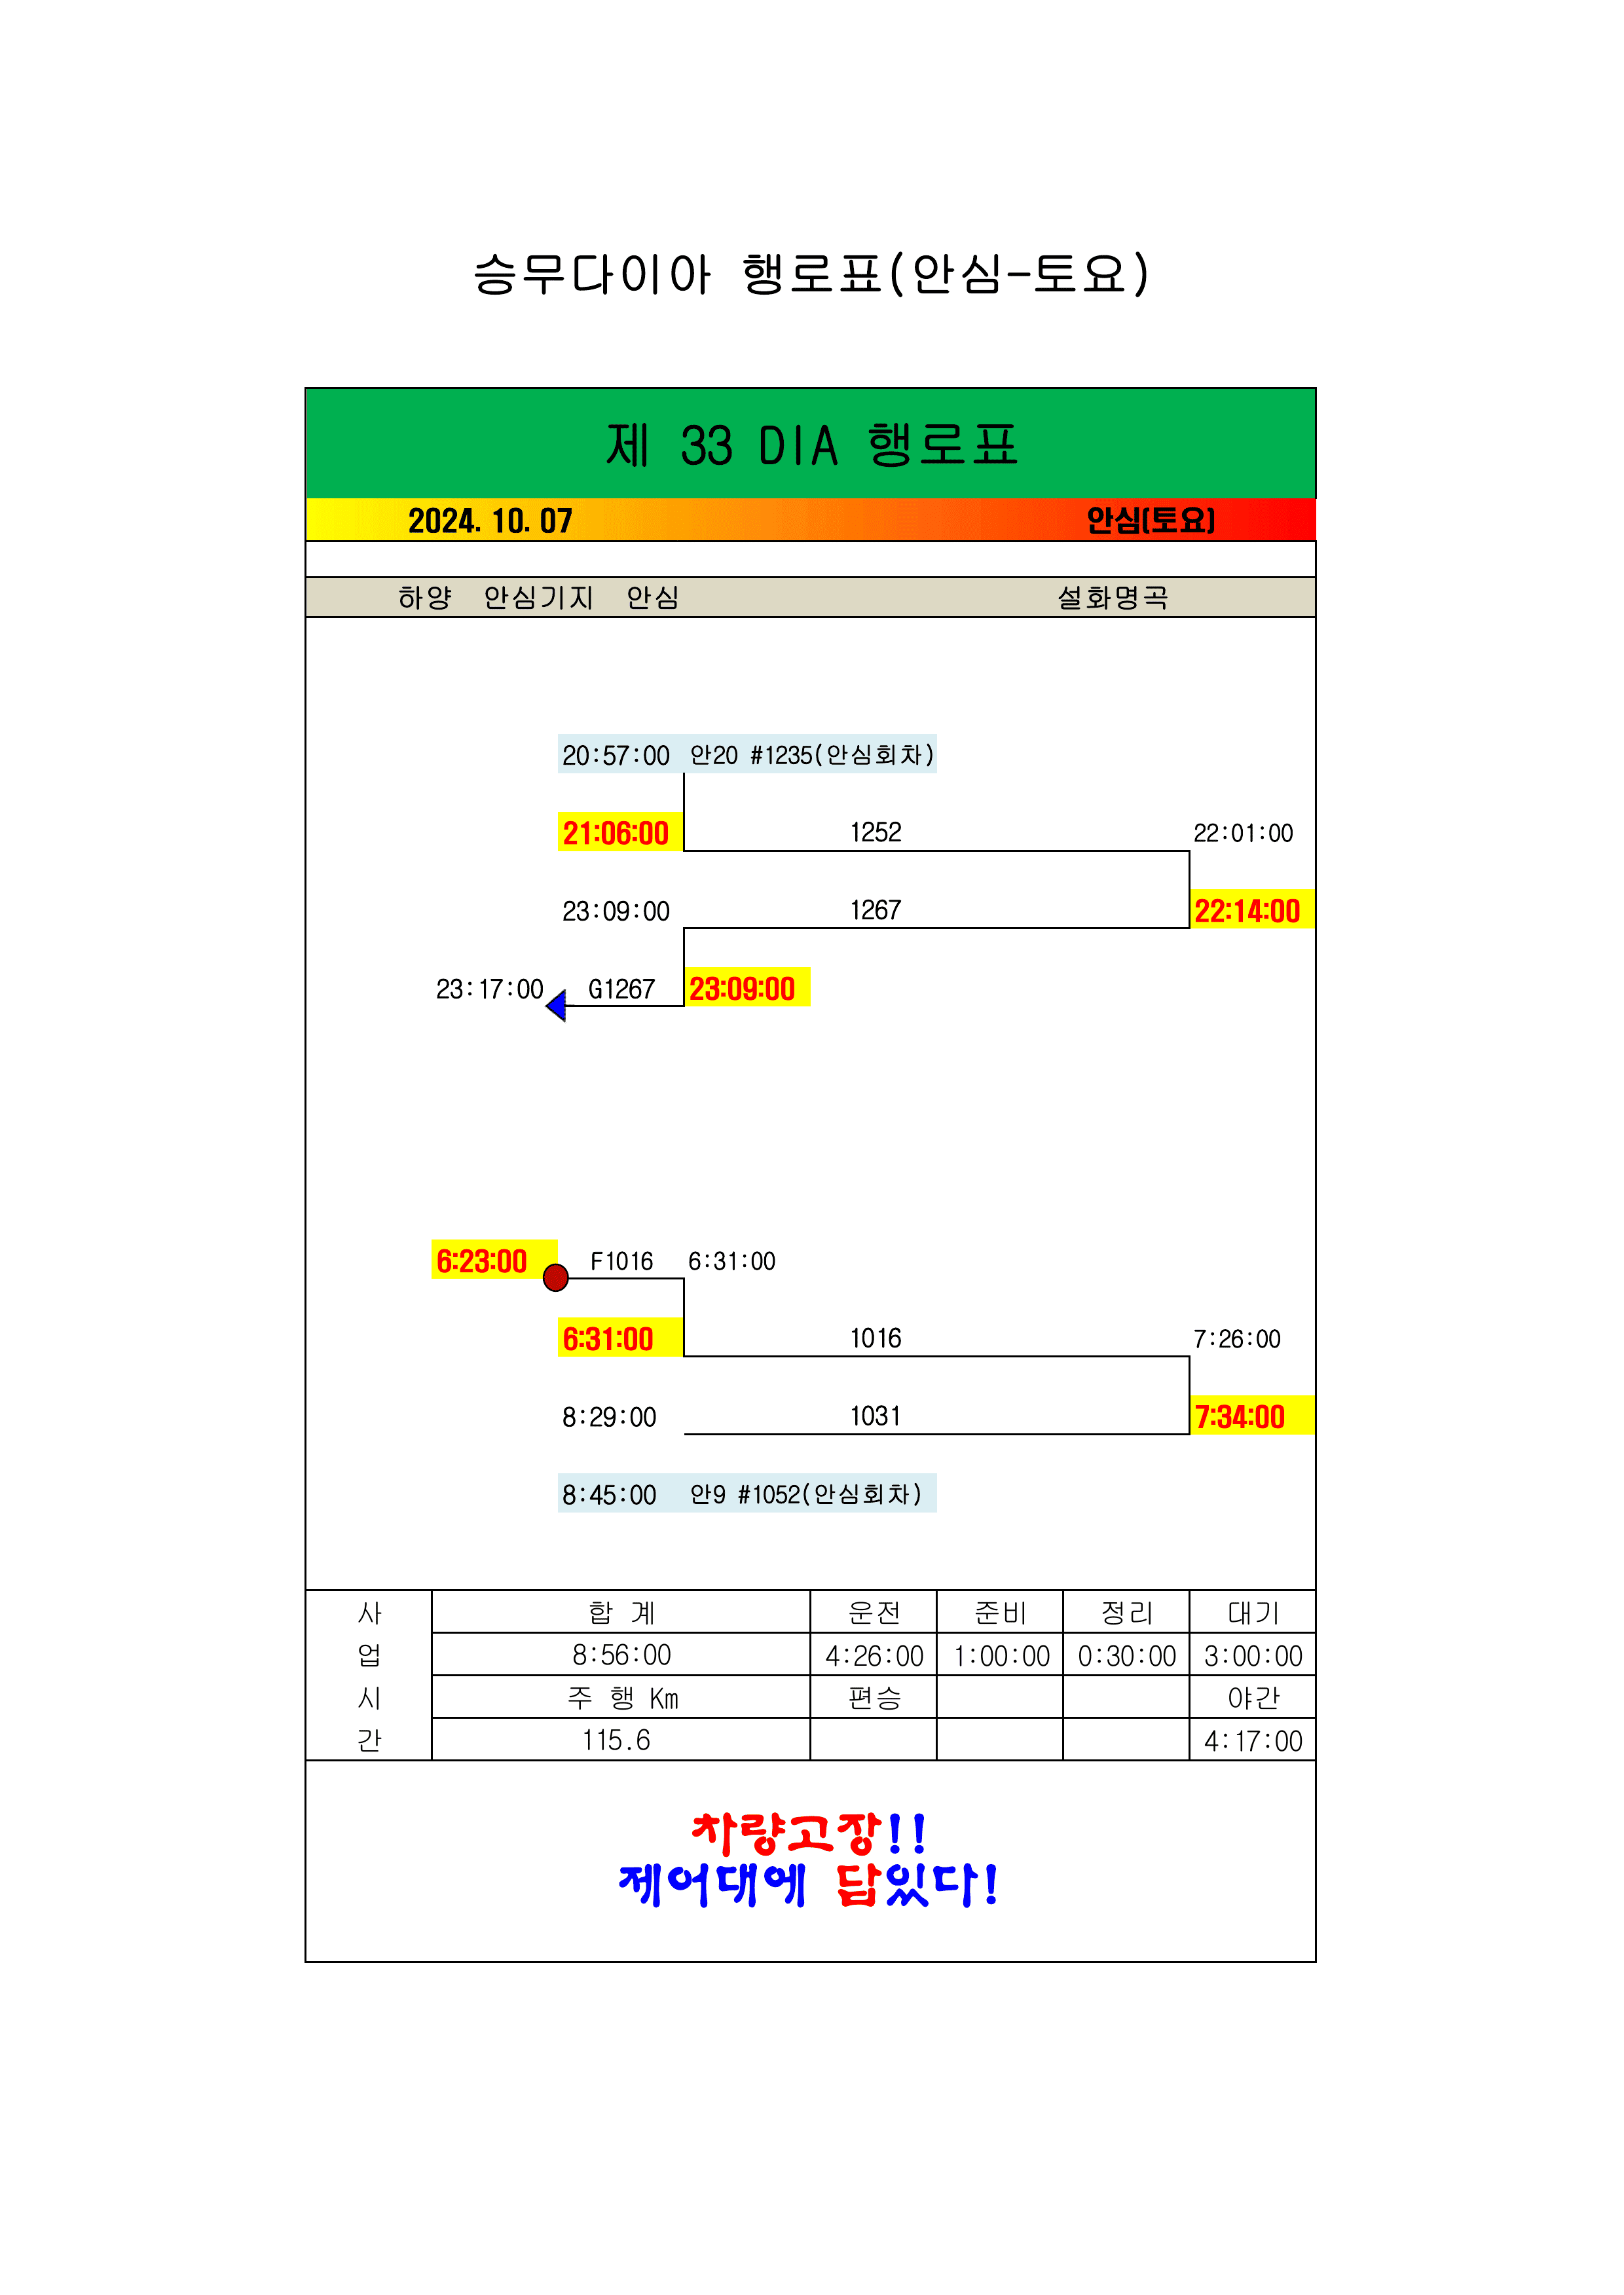 승무다이아 행로표(안심-토요)
제 33 DIA 행로표
2024. 10. 07 안심(토요)
하양 안심기지 안심 설화명곡
20:57:00 안20 #1235(안심회차)
21:06:00 1252 22:01:00
23:09:00 1267 22:14:00
23:17:00 G1267 23:09:00
6:23:00 F1016 6:31:00
6:31:00 1016 7:26:00
8:29:00 1031 7:34:00
8:45:00 안9 #1052(안심회차)
사 합 계 운전 준비 정리 대기
업 8:56:00 4:26:00 1:00:00 0:30:00 3:00:00
시 주 행 Km 편승 야간
간 115.6 4:17:00
차량고장!!
제어대에 답있다!